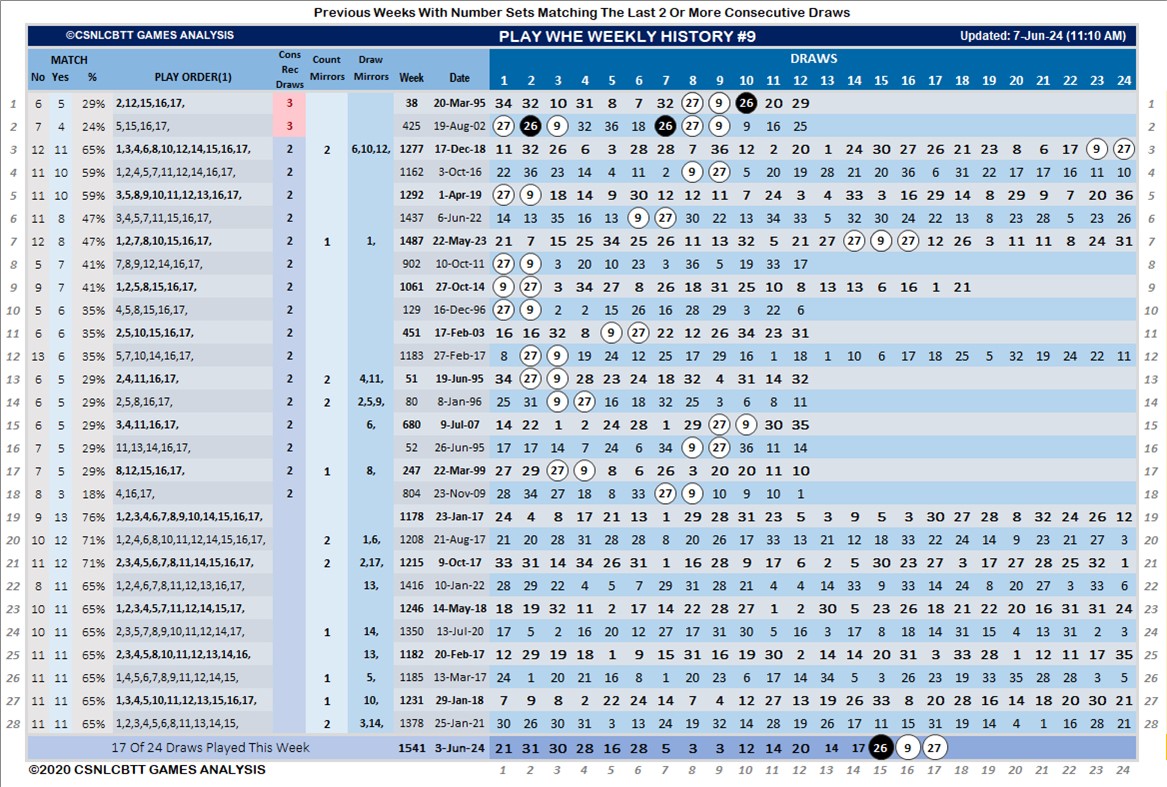 Previous Weeks With Number Sets Matching The Last 2 Or More Consecutive Draws
©CSNLCBTT GAMES ANALYSIS PLAY WHE WEEKLY HISTORY #9 Updated: 7-Jun-24 (11:10 AM)
MATCH Cons Rec Draws Count Mirrors Draw Mirrors DRAWS
No Yes % PLAY ORDER(1) Week Date 1 2 3 4 5 6 7 8 9 10 11 12 13 14 15 16 17 18 19 20 21 22 23 24
1 6 5 29% 2,12,15,16,17, 3 38 20-Mar-95 34 32 10 31 8 7 32 27 9 26 20 29 1
2 7 4 24% 5,15,16,17, 3 425 19-Aug-02 27 26 9 32 36 18 26 27 9 9 16 25 2
3 12 11 65% 1,3,4,6,8,10,12,14,15,16,17, 2 2 6,10,12, 1277 17-Dec-18 11 32 26 6 3 28 28 7 36 12 2 20 1 24 30 27 26 21 23 8 6 17 9 27 3
4 11 10 59% 1,2,4,5,7,11,12,14,16,17, 2 1162 3-Oct-16 22 36 23 14 4 11 2 9 27 5 20 19 28 21 20 36 6 31 22 17 17 16 11 10 4
5 11 10 59% 3,5,8,9,10,11,12,13,16,17, 2 1292 1-Apr-19 27 9 18 14 9 30 12 12 11 7 24 3 4 33 3 16 29 14 8 29 9 7 20 36 5
6 11 8 47% 3,4,5,7,11,15,16,17, 2 1437 6-Jun-22 14 13 35 16 13 9 27 30 22 13 34 33 5 32 30 24 22 13 8 23 28 5 23 26 6
7 12 8 47% 1,2,7,8,10,15,16,17, 2 1 1, 1487 22-May-23 21 7 15 25 34 25 26 11 13 32 5 21 27 14 9 27 12 26 3 11 11 8 24 31 7
8 5 7 41% 7,8,9,12,14,16,17, 2 902 10-Oct-11 27 9 3 20 10 23 3 36 5 19 33 17 8
9 9 7 41% 1,2,5,8,15,16,17, 2 1061 27-Oct-14 9 27 3 34 27 8 26 18 31 25 10 8 13 13 6 16 1 21 9
10 5 6 35% 4,5,8,15,16,17, 2 129 16-Dec-96 27 9 2 2 15 26 16 28 29 3 22 6 10
11 6 6 35% 2,5,10,15,16,17, 2 451 17-Feb-03 16 16 32 8 9 27 22 12 26 34 23 31 11
12 13 6 35% 5,7,10,14,16,17, 2 1183 27-Feb-17 8 27 9 19 24 12 25 17 29 16 1 18 1 10 6 17 18 25 5 32 19 24 22 11 12
13 6 5 29% 2,4,11,16,17, 2 2 4,11, 51 19-Jun-95 34 27 9 28 23 24 18 32 4 31 14 32 13
14 6 5 29% 2,5,8,16,17, 2 2 2,5,9, 80 8-Jan-96 25 31 9 27 16 18 32 25 3 6 8 11 14
15 6 5 29% 3,4,11,16,17, 2 6, 680 9-Jul-07 14 22 1 2 24 28 1 29 27 9 30 35 15
16 7 5 29% 11,13,14,16,17, 2 52 26-Jun-95 17 17 14 7 24 6 34 9 27 36 11 14 16
17 7 5 29% 8,12,15,16,17, 2 1 8, 247 22-Mar-99 27 29 27 9 8 6 26 3 20 20 11 10 17
18 8 3 18% 4,16,17, 2 804 23-Nov-09 28 34 27 18 8 33 27 9 10 9 10 1 18
19 9 13 76% 1,2,3,4,6,7,8,9,10,14,15,16,17, 1178 23-Jan-17 24 4 8 17 21 13 1 29 28 31 23 5 3 9 5 3 30 27 28 8 32 24 26 12 19
20 10 12 71% 1,2,4,6,8,10,11,12,14,15,16,17, 2 1,6, 1208 21-Aug-17 21 20 28 31 28 28 8 20 26 17 33 13 21 12 18 33 22 24 14 9 23 21 27 3 20
21 11 12 71% 2,3,4,5,6,7,8,11,14,15,16,17, 2 2,17, 1215 9-Oct-17 33 31 14 34 26 31 1 16 28 9 17 6 2 5 30 23 27 3 17 27 28 25 32 1 21
22 8 11 65% 1,2,4,6,7,8,11,12,13,16,17, 13, 1416 10-Jan-22 28 29 22 4 5 7 29 31 28 28 21 4 4 14 33 9 33 14 24 8 20 27 3 33 6 22
23 10 11 65% 1,2,3,4,5,7,11,12,14,15,17, 1246 14-May-18 18 19 32 11 2 17 14 22 28 27 1 2 30 5 23 26 18 21 22 20 16 31 31 24 23
24 10 11 65% 2,3,5,7,8,9,10,11,12,14,17, 1 14, 1350 13-Jul-20 17 5 2 16 20 12 27 17 31 30 5 16 3 17 8 18 14 31 15 4 13 31 2 3 24
25 11 11 65% 2,3,4,5,8,10,11,12,13,14,16, 13, 1182 20-Feb-17 12 29 19 18 1 9 15 31 16 19 30 2 14 14 20 31 3 33 28 1 12 11 17 35 25
26 11 11 65% 1,4,5,6,7,8,9,11,12,14,15, 1 5, 1185 13-Mar-17 24 1 20 21 16 8 1 20 23 6 17 14 34 5 3 26 23 19 33 35 28 28 3 5 26
27 11 11 65% 1,3,4,5,10,11,12,13,15,16,17, 1 10, 1231 29-Jan-18 7 9 8 2 22 24 14 7 4 12 27 13 19 26 33 8 20 28 16 14 18 20 30 21 27
28 11 11 65% 1,2,3,4,5,6,8,11,13,14,15, 2 3,14, 1378 25-Jan-21 30 26 30 31 3 13 24 19 32 14 28 19 26 17 11 15 31 19 14 4 1 16 28 21 28
17 Of 24 Draws Played This Week 1541 3-Jun-24 21 31 30 28 16 28 5 3 3 12 14 20 14 17 26 9 27
©2020 CSNLCBTT GAMES ANALYSIS 1 2 3 4 5 6 7 8 9 10 11 12 13 14 15 16 17 18 19 20 21 22 23 24